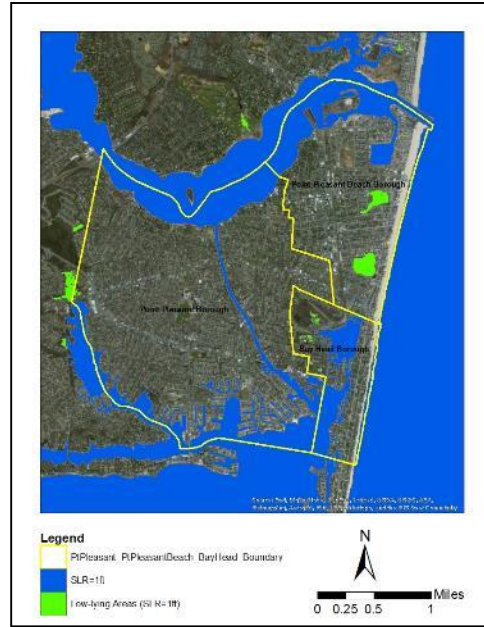 Point Pleasant Beach Borough
Point Pleasant Borough
Bay Head Borough
Legend
PtPleasant_PtPleasantBeach_BayHead_Boundary
SLR=1ft
Low-lying Areas (SLR=1ft)
N
Miles
0 0.25 0.5 1